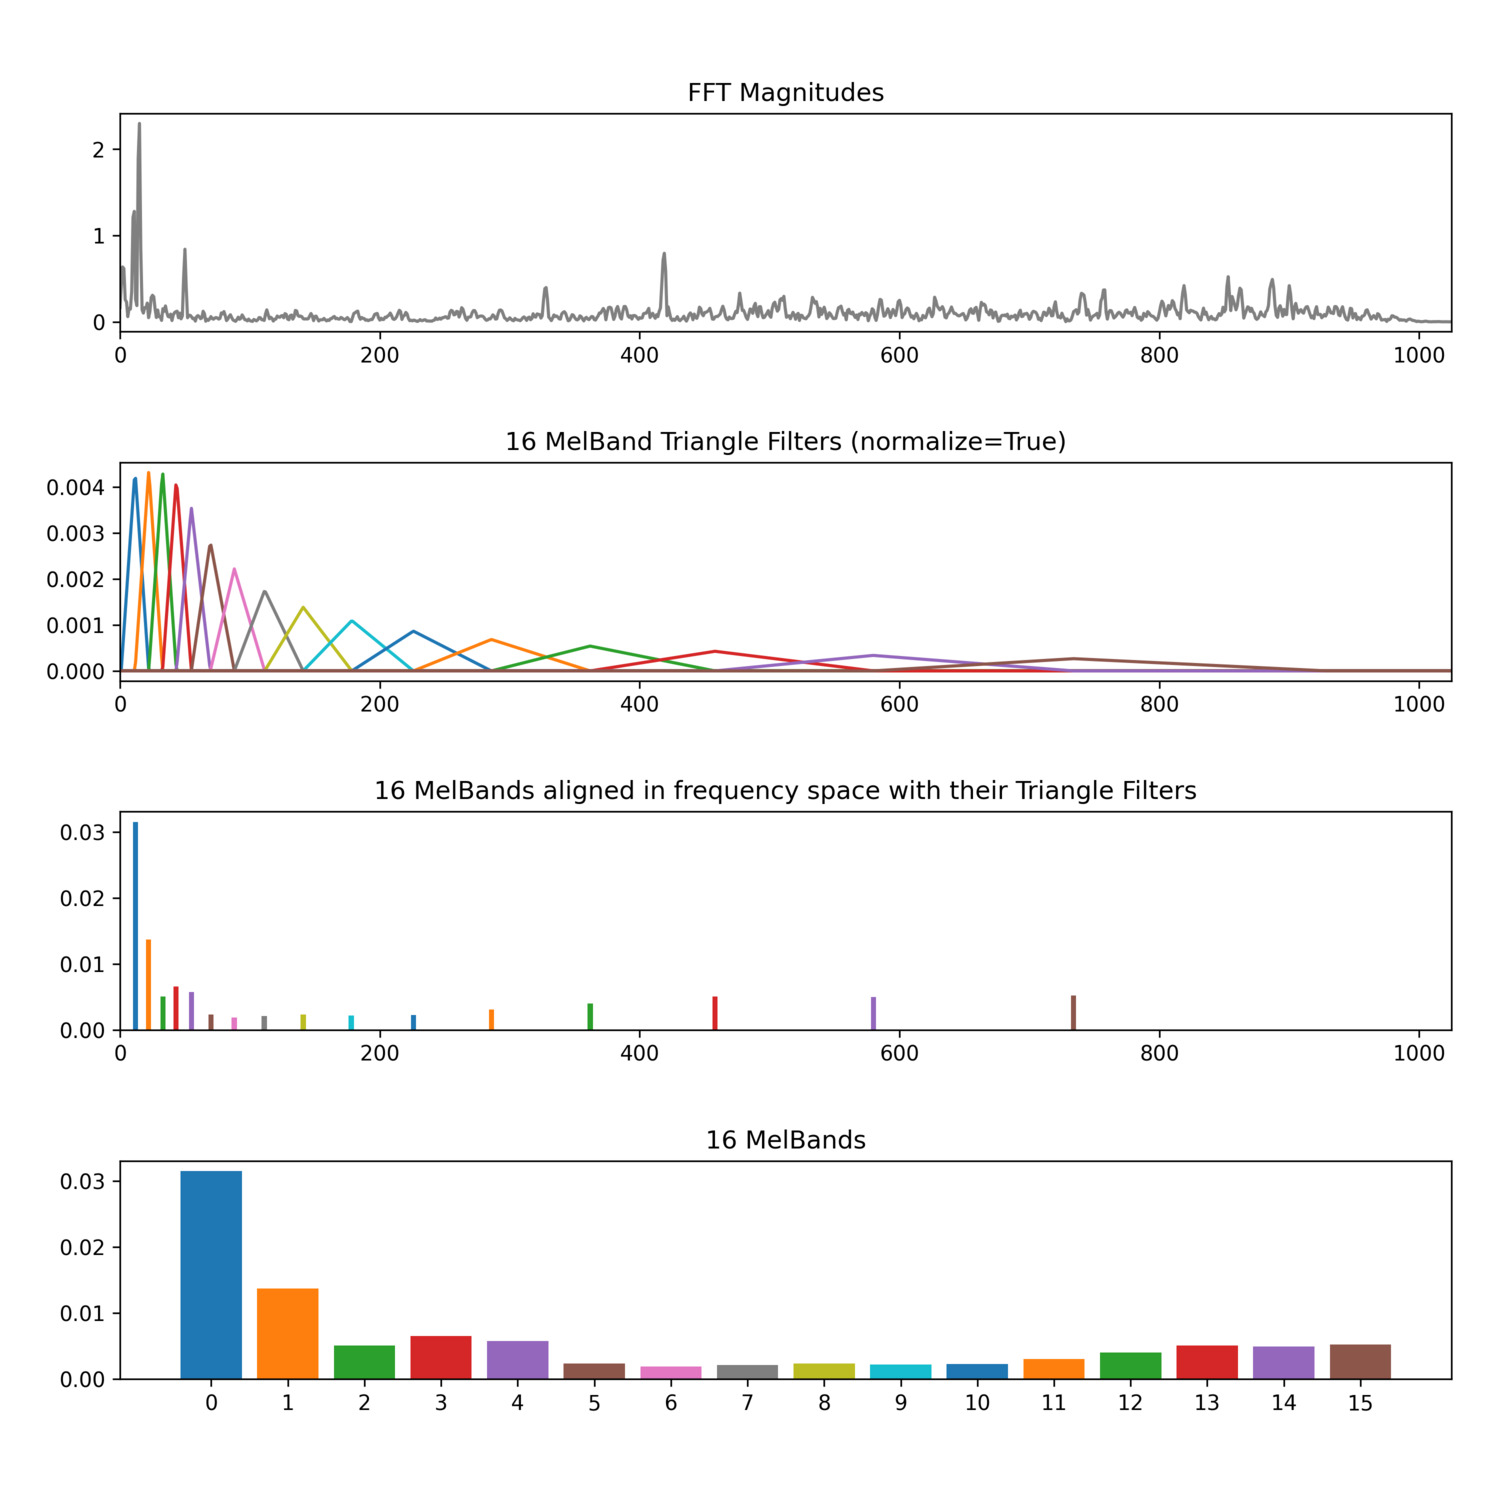 FFT Magnitudes
2
1
0
0 200 400 600 800 1000
16 MelBand Triangle Filters (normalize=True)
0.004
0.003
0.002
0.001
0.000
0 200 400 600 800 1000
16 MelBands aligned in frequency space with their Triangle Filters
0.03
0.02
0.01
0.00
0 200 400 600 800 1000
16 MelBands
0.03
0.02
0.01
0.00
0 1 2 3 4 5 6 7 8 9 10 11 12 13 14 15